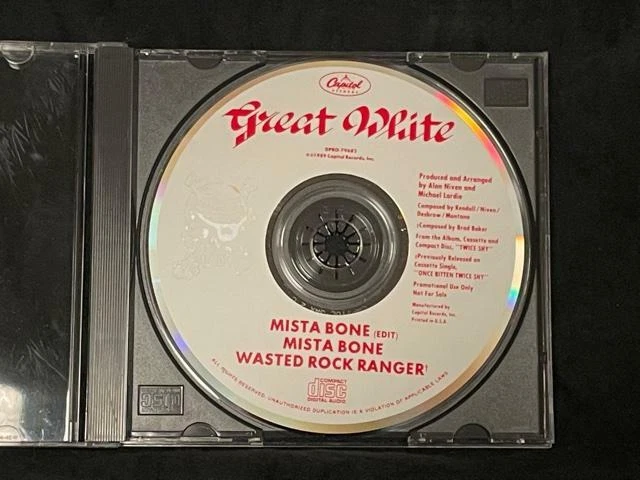 Capitol
RECORDS
Great White
DPRO-79683
℗©1989 Capitol Records, Inc.
Produced and Arranged
by Alan Niven and
Michael Lardie
Composed by Kendall/Niven/
Desbrow/Montana
†Composed by Brad Baker
From the Album, Cassette and
Compact Disc, "TWICE SHY"
†Previously Released on
Cassette Single,
"ONCE BITTEN TWICE SHY"
Promotional Use Only
Not For Sale
Manufactured by
Capitol Records, Inc.
Printed in U.S.A.
MISTA BONE (EDIT)
MISTA BONE
WASTED ROCK RANGER†
COMPACT
disc
DIGITAL AUDIO
ALL RIGHTS RESERVED. UNAUTHORIZED DUPLICATION IS A VIOLATION OF APPLICABLE LAWS